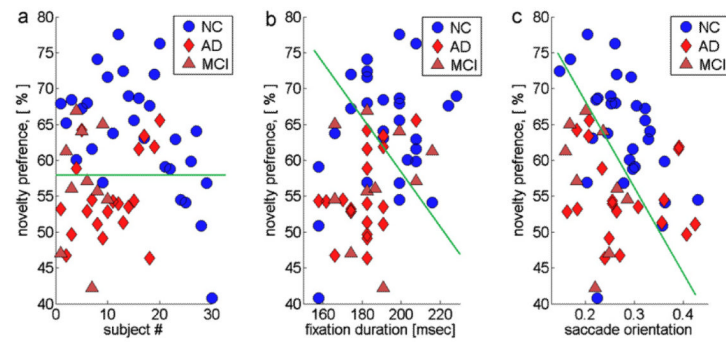 a
b
c
NC
AD
MCI
NC
AD
MCI
NC
AD
MCI
novelty prefrence, [ % ]
novelty prefrence, [ % ]
novelty prefrence, [ % ]
80
75
70
65
60
55
50
45
40
80
75
70
65
60
55
50
45
40
80
75
70
65
60
55
50
45
40
0 10 20 30
160 180 200 220
0.2 0.3 0.4
subject #
fixation duration [msec]
saccade orientation